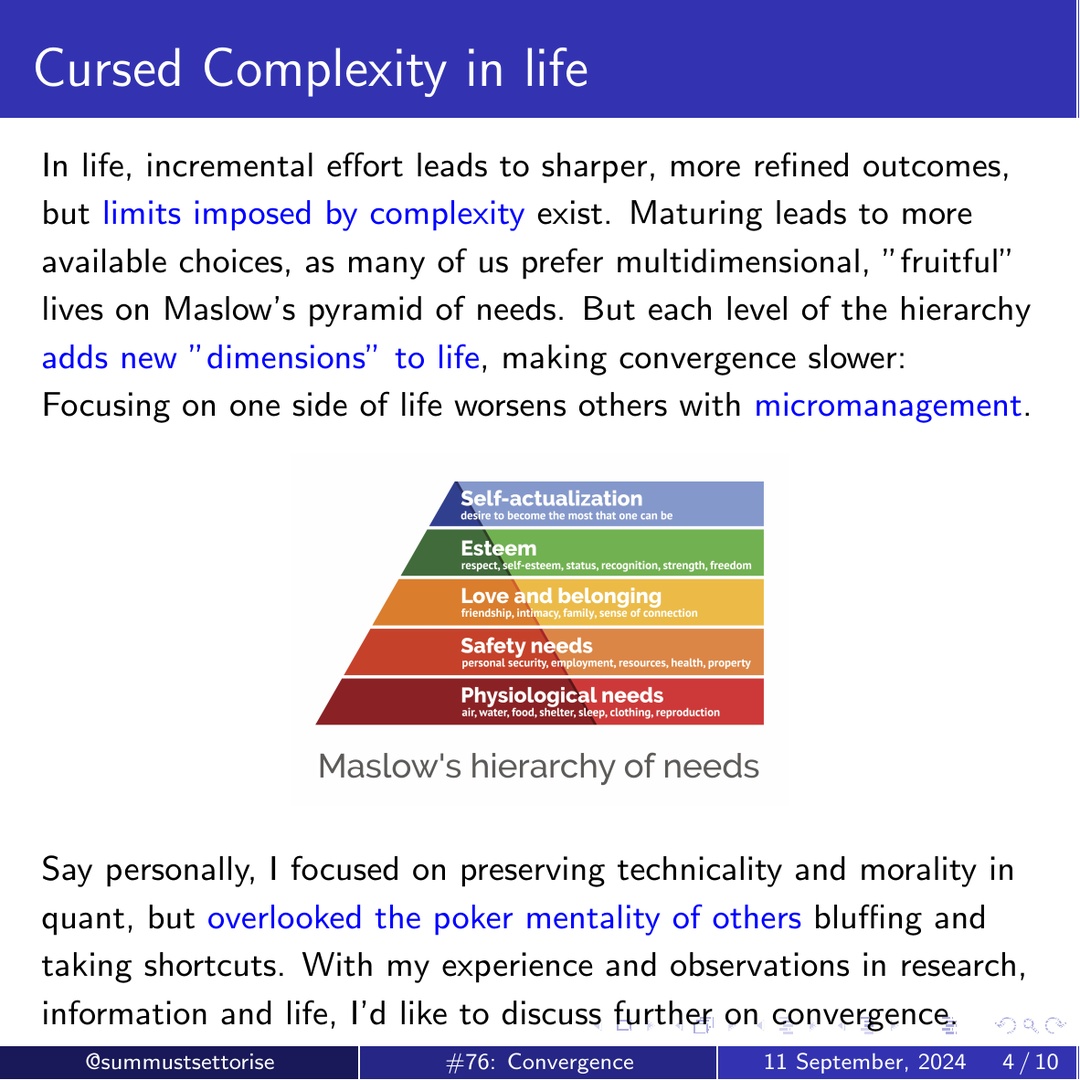 Cursed Complexity in life
In life, incremental effort leads to sharper, more refined outcomes,
but limits imposed by complexity exist. Maturing leads to more
available choices, as many of us prefer multidimensional, ”fruitful”
lives on Maslow’s pyramid of needs. But each level of the hierarchy
adds new ”dimensions” to life, making convergence slower:
Focusing on one side of life worsens others with micromanagement.
Self-actualization
desire to become the most that one can be
Esteem
respect, self-esteem, status, recognition, strength, freedom
Love and belonging
friendship, intimacy, family, sense of connection
Safety needs
personal security, employment, resources, health, property
Physiological needs
air, water, food, shelter, sleep, clothing, reproduction
Maslow's hierarchy of needs
Say personally, I focused on preserving technicality and morality in
quant, but overlooked the poker mentality of others bluffing and
taking shortcuts. With my experience and observations in research,
information and life, I’d like to discuss further on convergence.
@summustsettorise #76: Convergence 11 September, 2024 4 / 10